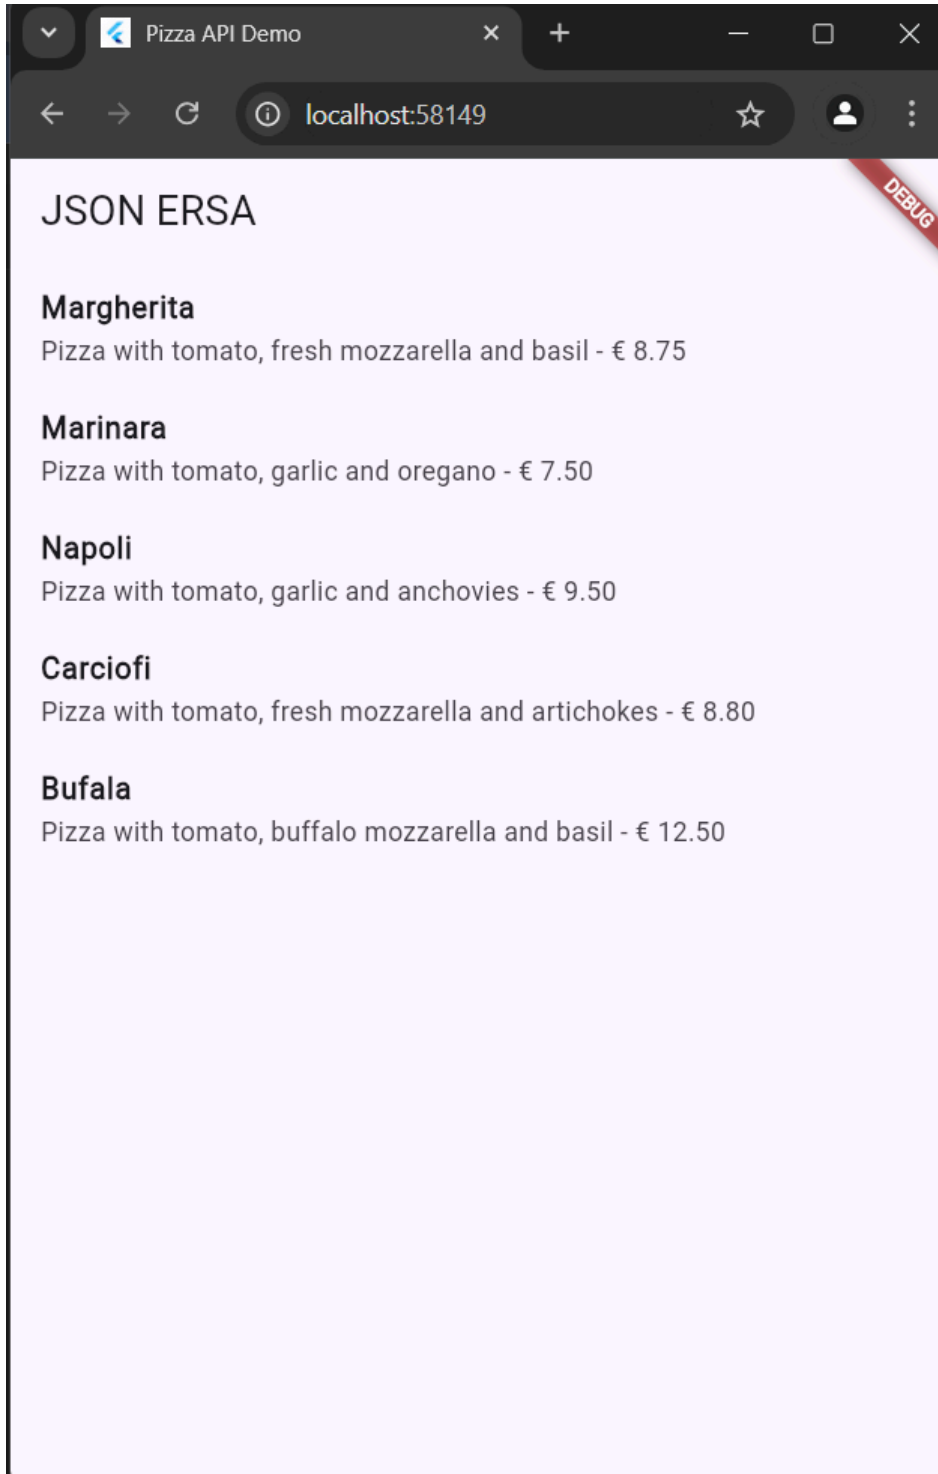 Pizza API Demo
localhost:58149
DEBUG
JSON ERSA
Margherita
Pizza with tomato, fresh mozzarella and basil - € 8.75
Marinara
Pizza with tomato, garlic and oregano - € 7.50
Napoli
Pizza with tomato, garlic and anchovies - € 9.50
Carciofi
Pizza with tomato, fresh mozzarella and artichokes - € 8.80
Bufala
Pizza with tomato, buffalo mozzarella and basil - € 12.50